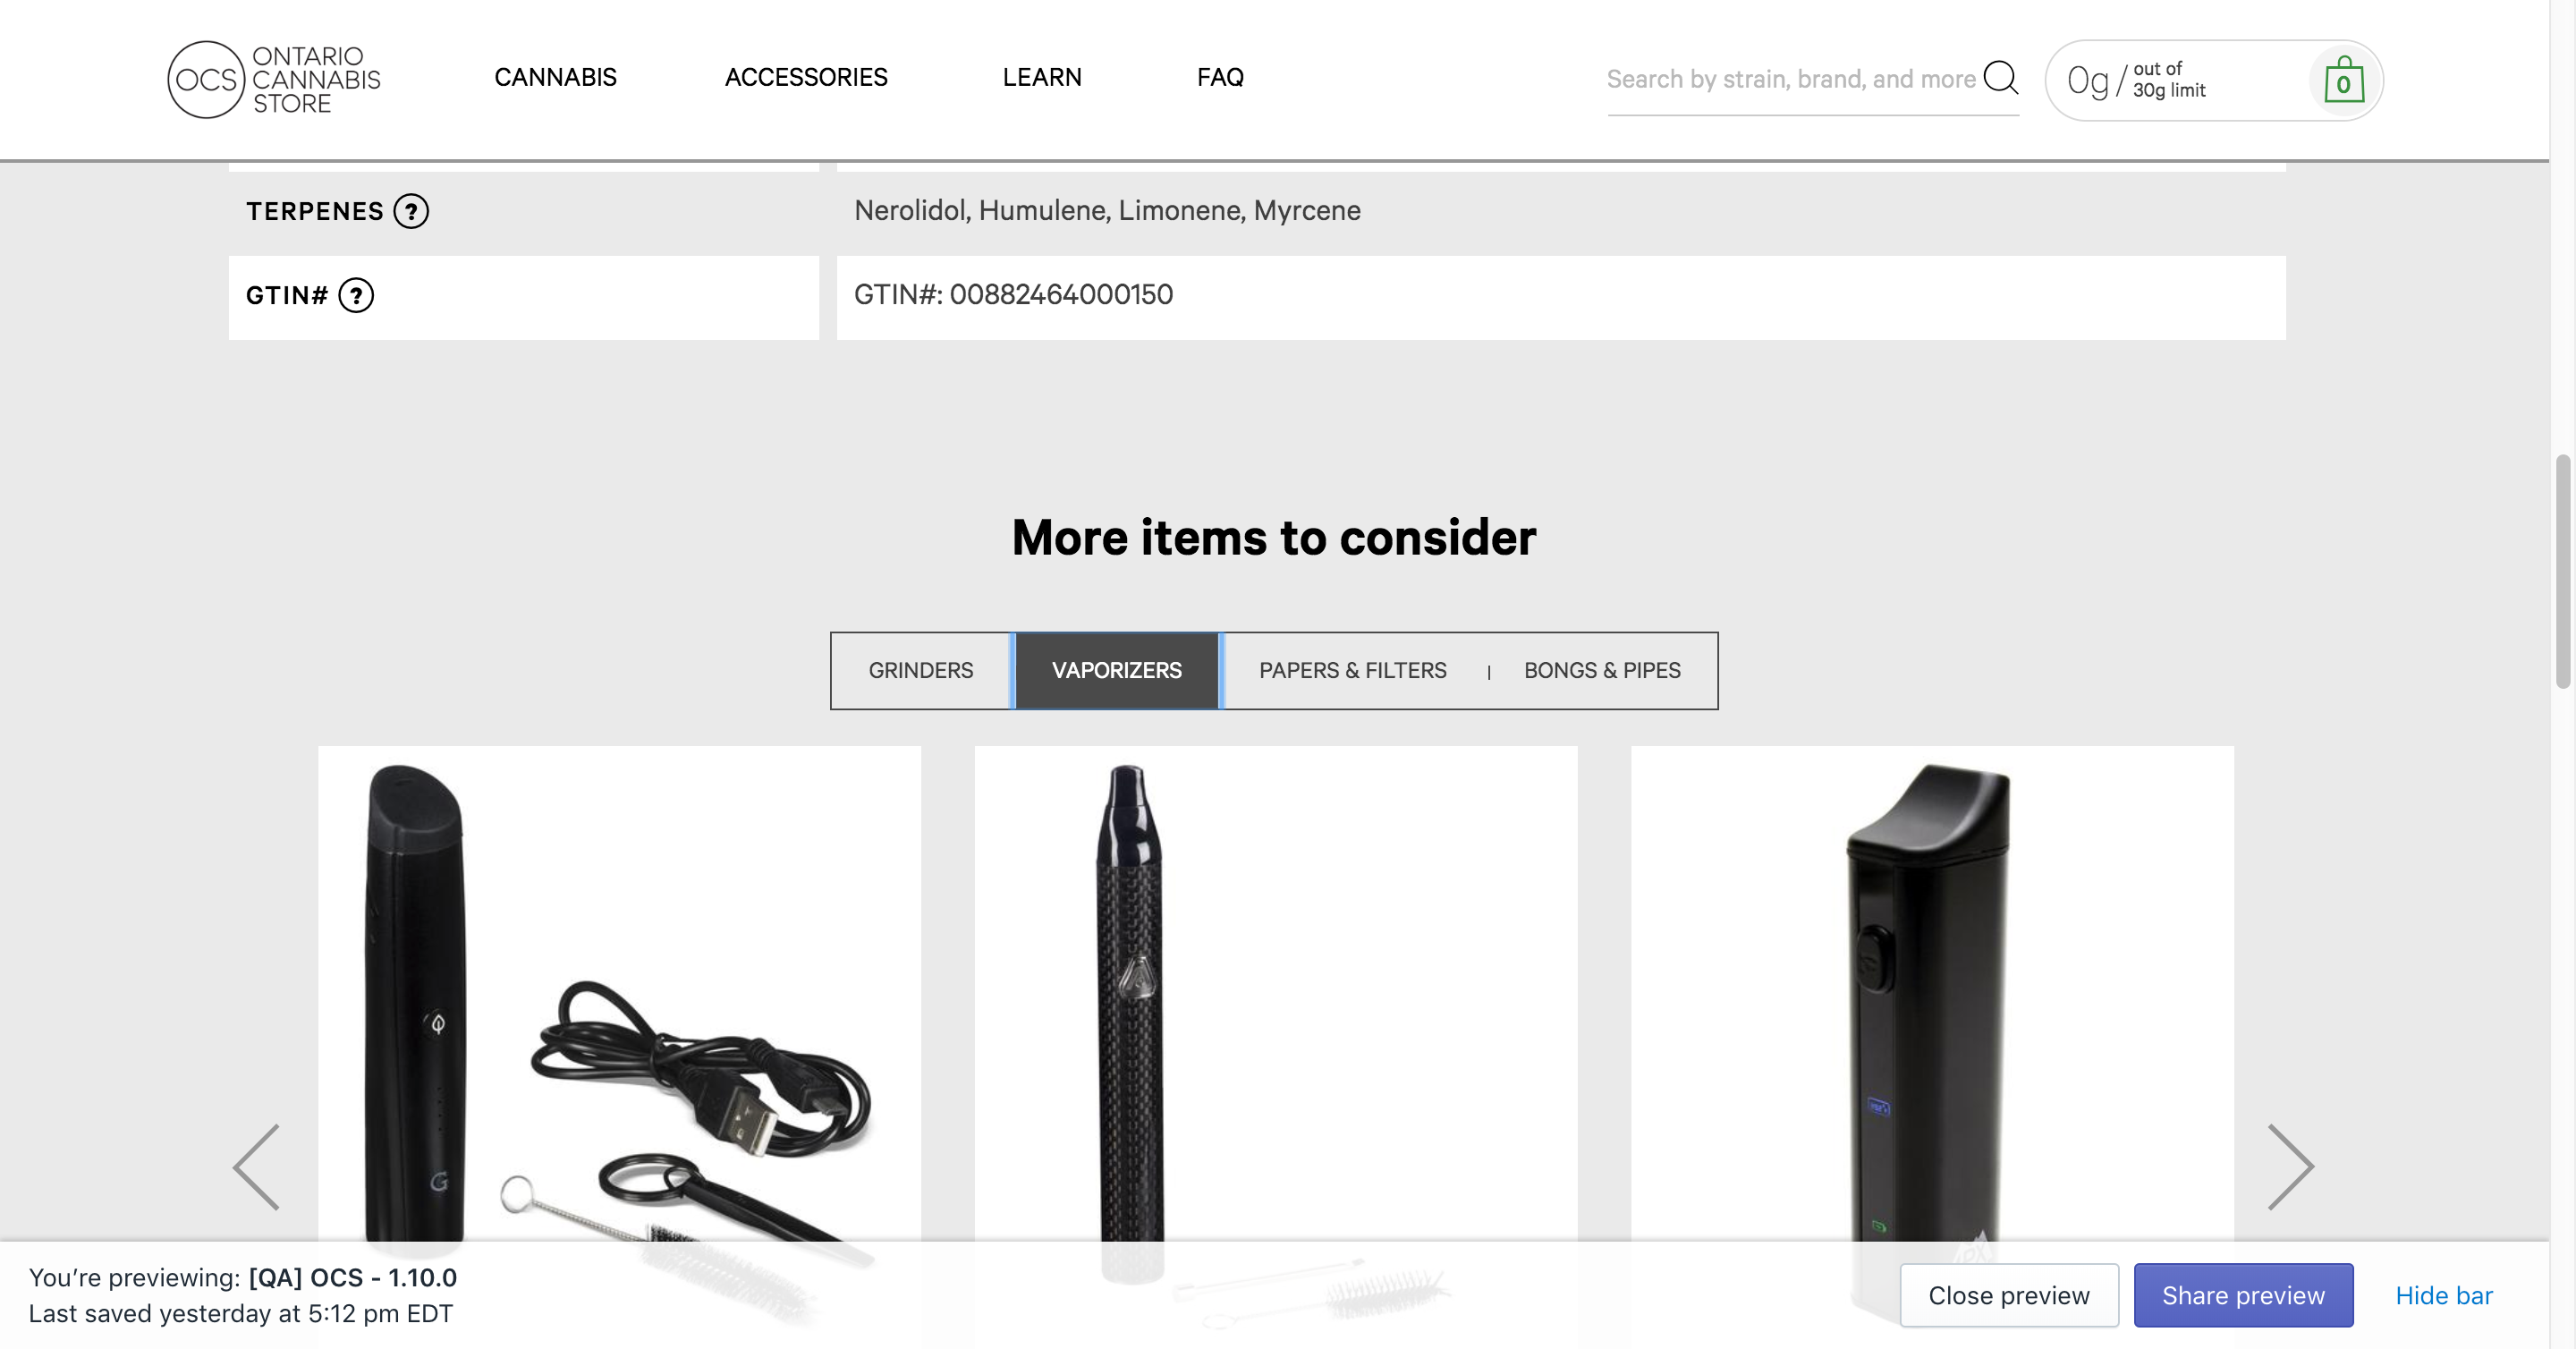 OCS
ONTARIO
CANNABIS
STORE
CANNABIS
ACCESSORIES
LEARN
FAQ
Search by strain, brand, and more
0g / out of
30g limit
0
TERPENES ?
Nerolidol, Humulene, Limonene, Myrcene
GTIN# ?
GTIN#: 00882464000150
More items to consider
GRINDERS
VAPORIZERS
PAPERS & FILTERS
|
BONGS & PIPES
G
You’re previewing: [QA] OCS - 1.10.0
Last saved yesterday at 5:12 pm EDT
Close preview
Share preview
Hide bar